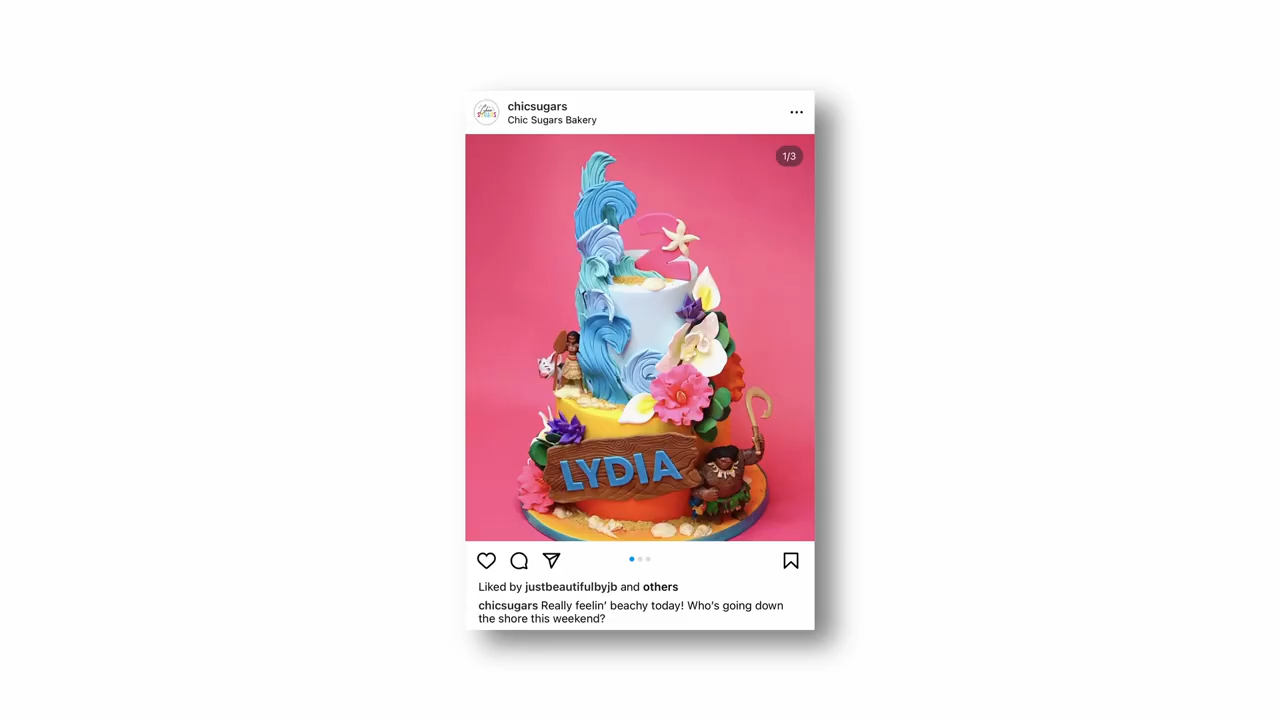 chicsugars
Chic Sugars Bakery
1/3
LYDIA
Liked by justbeautifulbyjb and others
chicsugars Really feelin’ beachy today! Who’s going down
the shore this weekend?